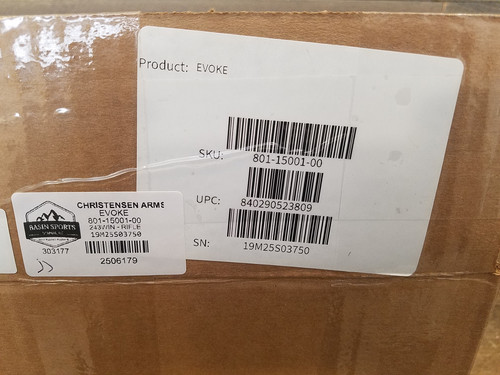 Product: EVOKE
SKU: 801-15001-00
UPC: 840290523809
SN: 19M25S03750
CHRISTENSEN ARMS
EVOKE
801-15001-00
243WIN - RIFLE
19M25S03750
BASIN SPORTS
303177
2506179
JJ